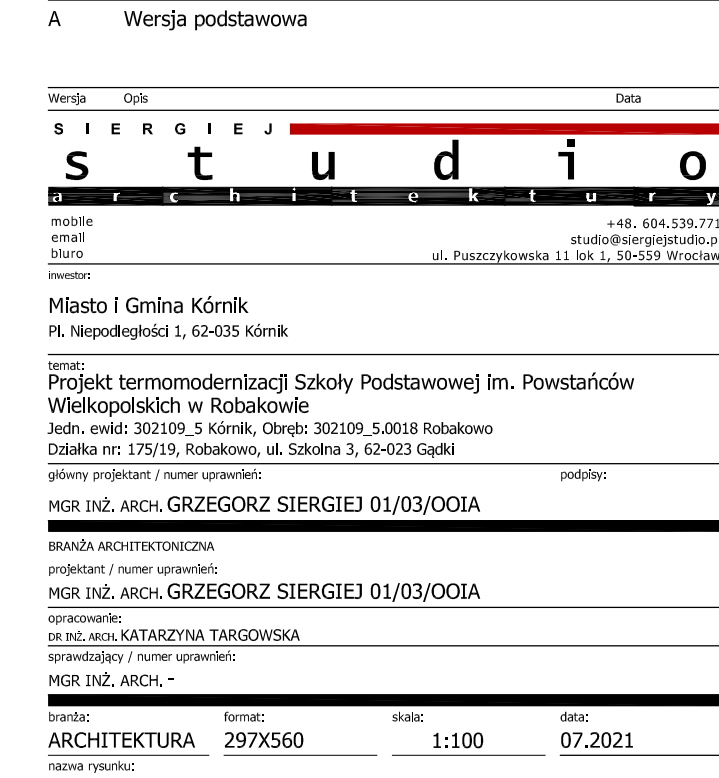 A Wersja podstawowa
Wersja Opis Data
SIERGIEJ
studio
architektury
mobile +48. 604.539.771
email studio@siergiejstudio.p
biuro ul. Puszczykowska 11 lok 1, 50-559 Wrocław
inwestor:
Miasto i Gmina Kórnik
Pl. Niepodległości 1, 62-035 Kórnik
temat:
Projekt termomodernizacji Szkoły Podstawowej im. Powstańców
Wielkopolskich w Robakowie
Jedn. ewid: 302109_5 Kórnik, Obręb: 302109_5.0018 Robakowo
Działka nr: 175/19, Robakowo, ul. Szkolna 3, 62-023 Gądki
główny projektant / numer uprawnień: podpisy:
MGR INŻ. ARCH. GRZEGORZ SIERGIEJ 01/03/OOIA
BRANŻA ARCHITEKTONICZNA
projektant / numer uprawnień:
MGR INŻ. ARCH. GRZEGORZ SIERGIEJ 01/03/OOIA
opracowanie:
DR INŻ. ARCH. KATARZYNA TARGOWSKA
sprawdzający / numer uprawnień:
MGR INŻ. ARCH. -
branża: format: skala: data:
ARCHITEKTURA 297X560 1:100 07.2021
nazwa rysunku: